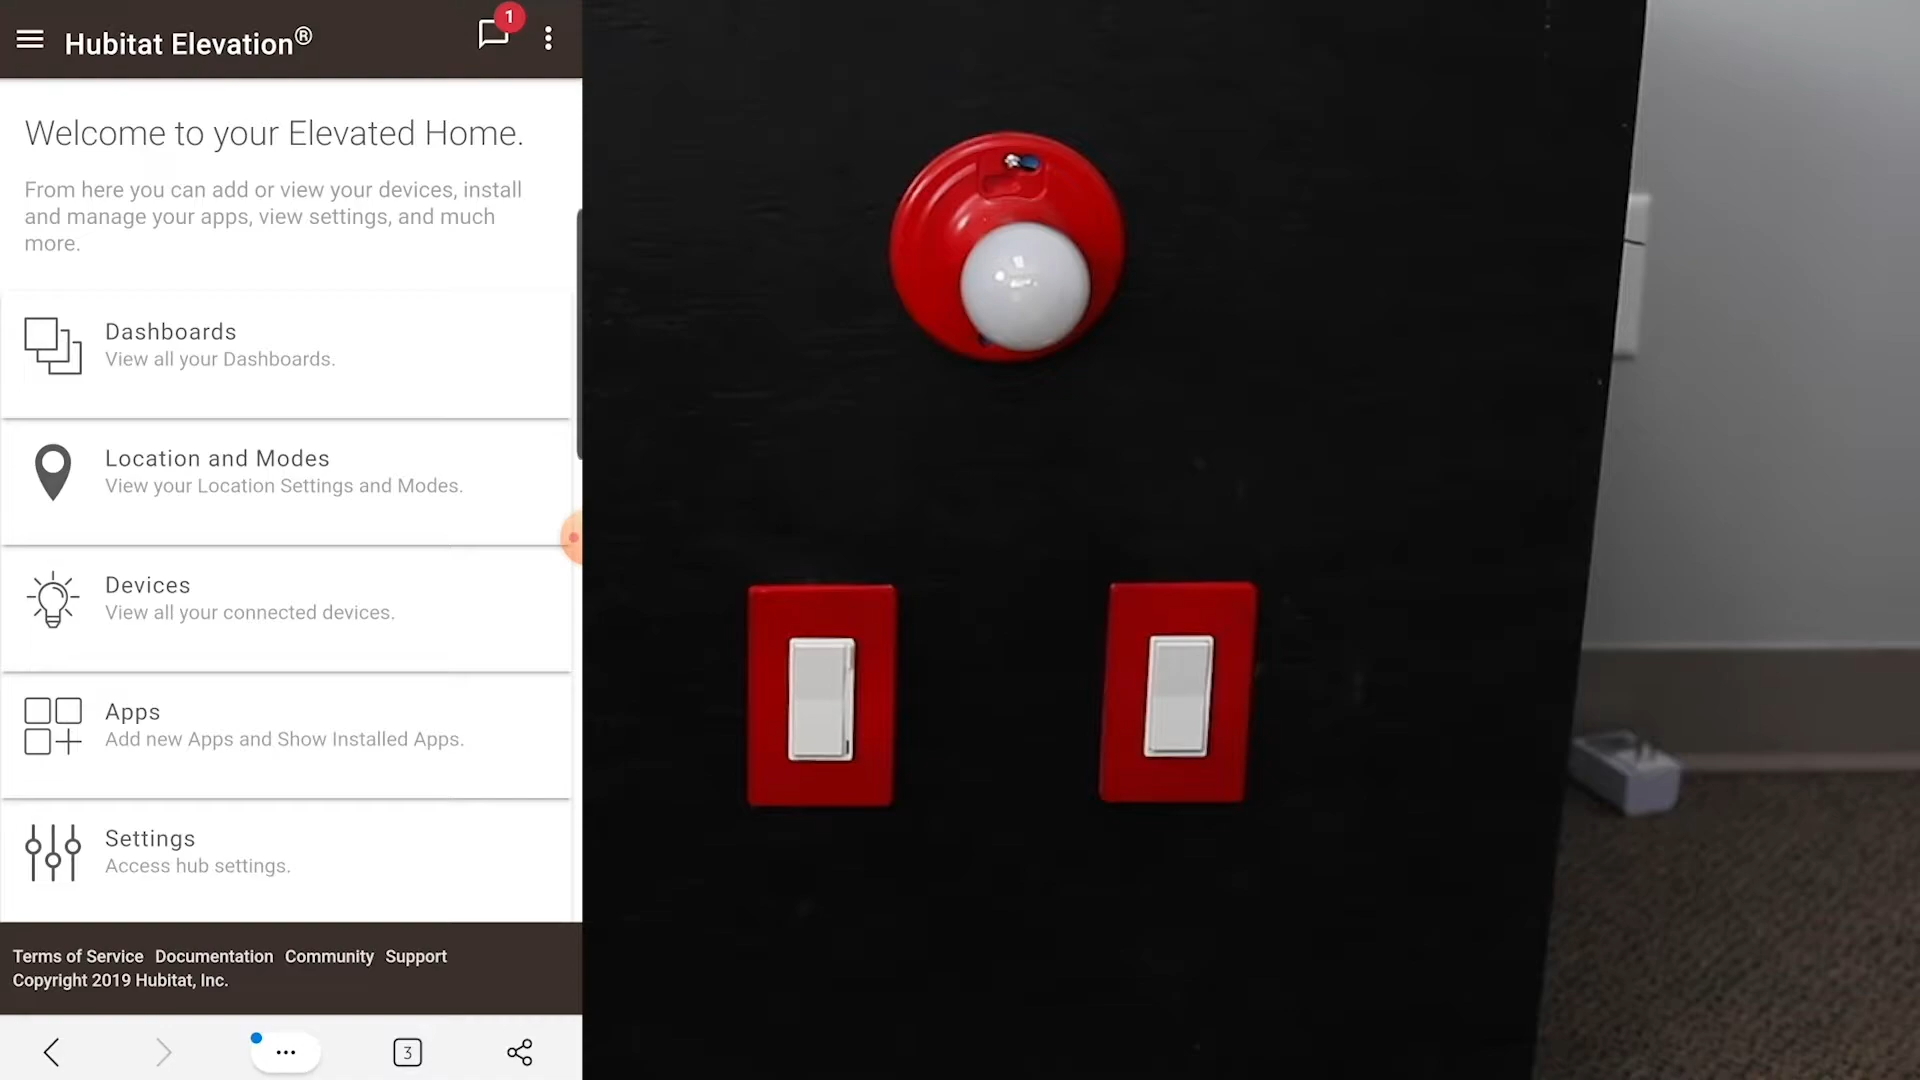 Hubitat Elevation®
1
Welcome to your Elevated Home.
From here you can add or view your devices, install
and manage your apps, view settings, and much
more.
Dashboards
View all your Dashboards.
Location and Modes
View your Location Settings and Modes.
Devices
View all your connected devices.
Apps
Add new Apps and Show Installed Apps.
Settings
Access hub settings.
Terms of Service Documentation Community Support
Copyright 2019 Hubitat, Inc.
3